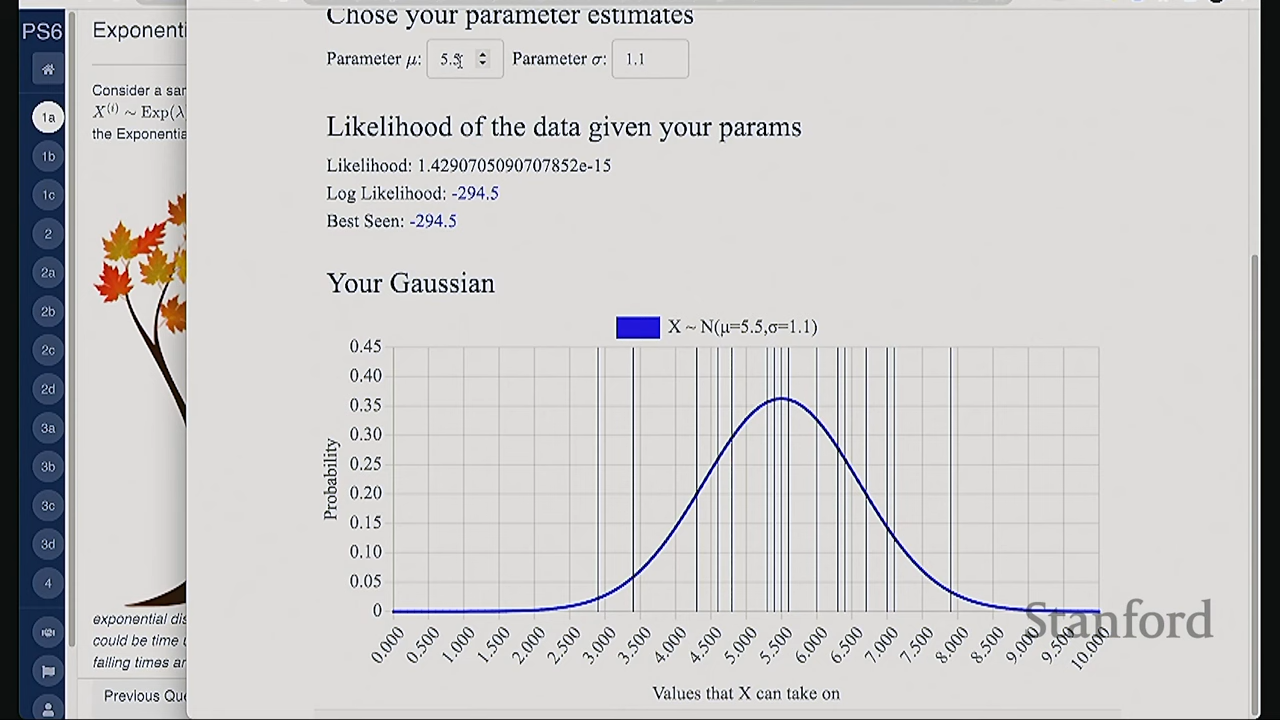 PS6
Exponenti
Consider a sar
X^(i) ~ Exp(λ
the Exponentia
1a
1b
1c
2
2a
2b
2c
2d
3a
3b
3c
3d
4
exponential dis
could be time u
falling times ar
Previous Que
Chose your parameter estimates
Parameter μ: 5.5 Parameter σ: 1.1
Likelihood of the data given your params
Likelihood: 1.4290705090707852e-15
Log Likelihood: -294.5
Best Seen: -294.5
Your Gaussian
X ~ N(μ=5.5,σ=1.1)
0.45
0.40
0.35
0.30
0.25
0.20
0.15
0.10
0.05
0
Probability
0.000 0.500 1.000 1.500 2.000 2.500 3.000 3.500 4.000 4.500 5.000 5.500 6.000 6.500 7.000 7.500 8.000 8.500 9.000 9.500 10.000
Values that X can take on
Stanford